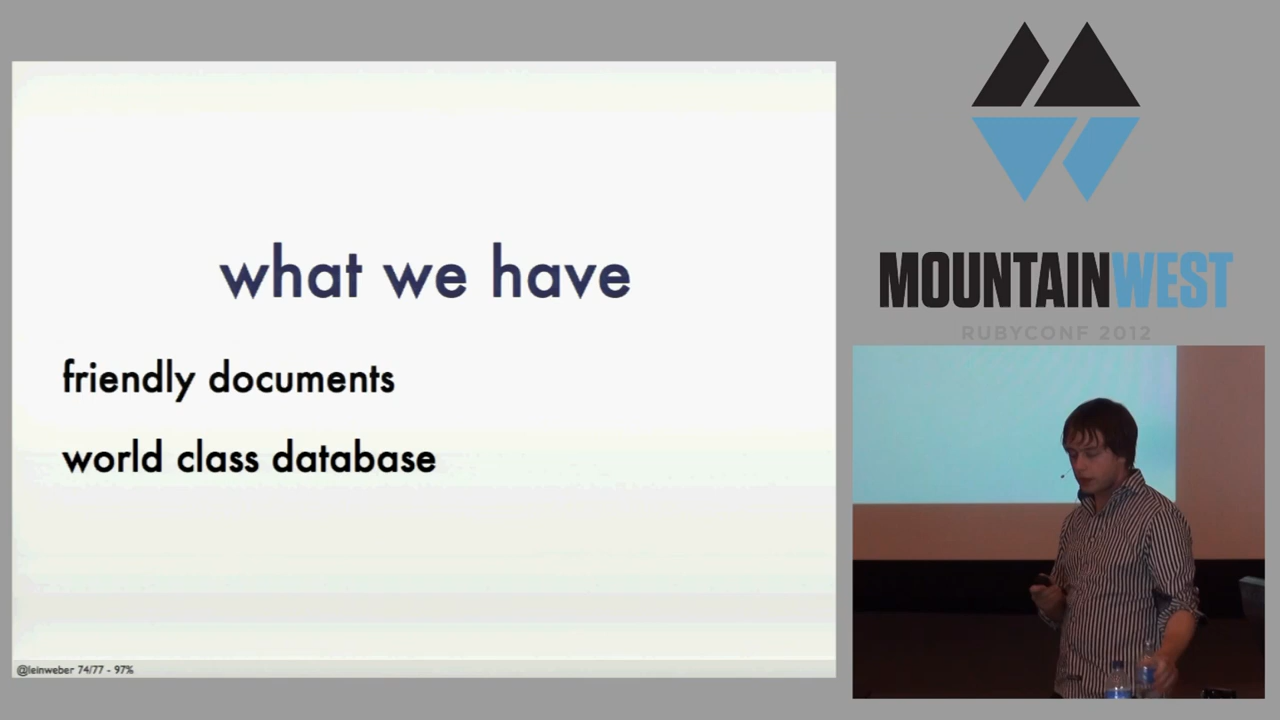 what we have
friendly documents
world class database
@leinweber 74/77 - 97%
MOUNTAINWEST
RUBYCONF 2012